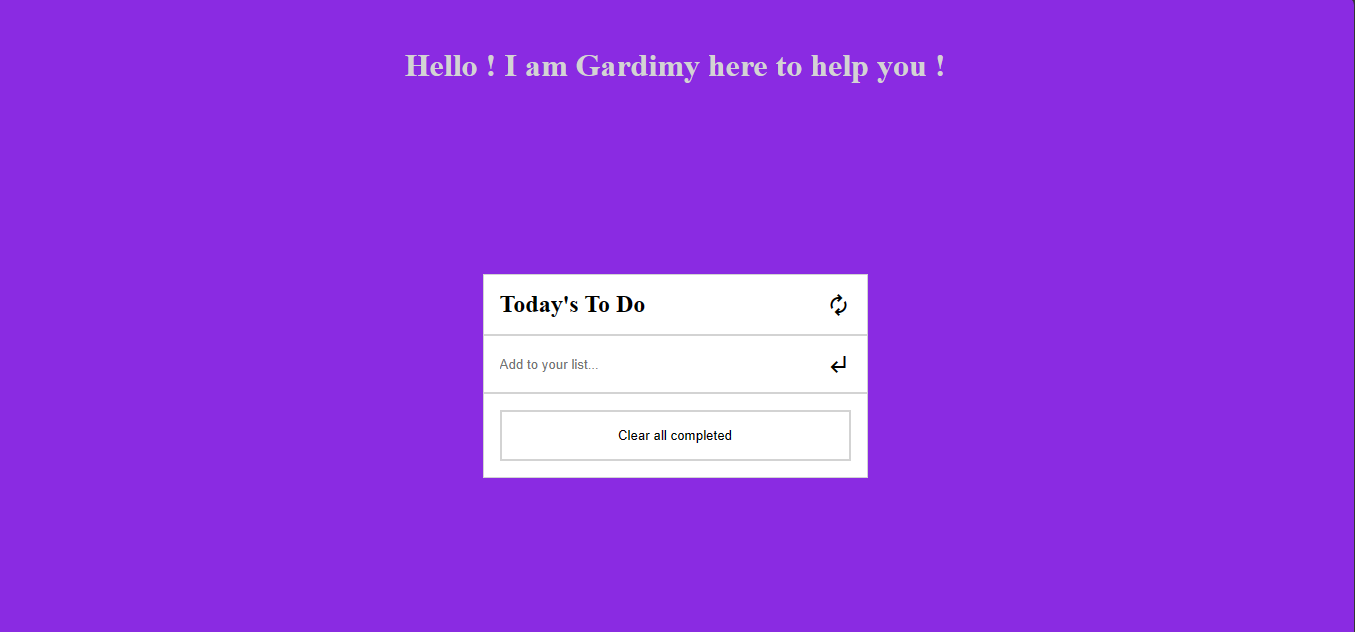 Hello ! I am Gardimy here to help you !
Today's To Do
Add to your list...
Clear all completed